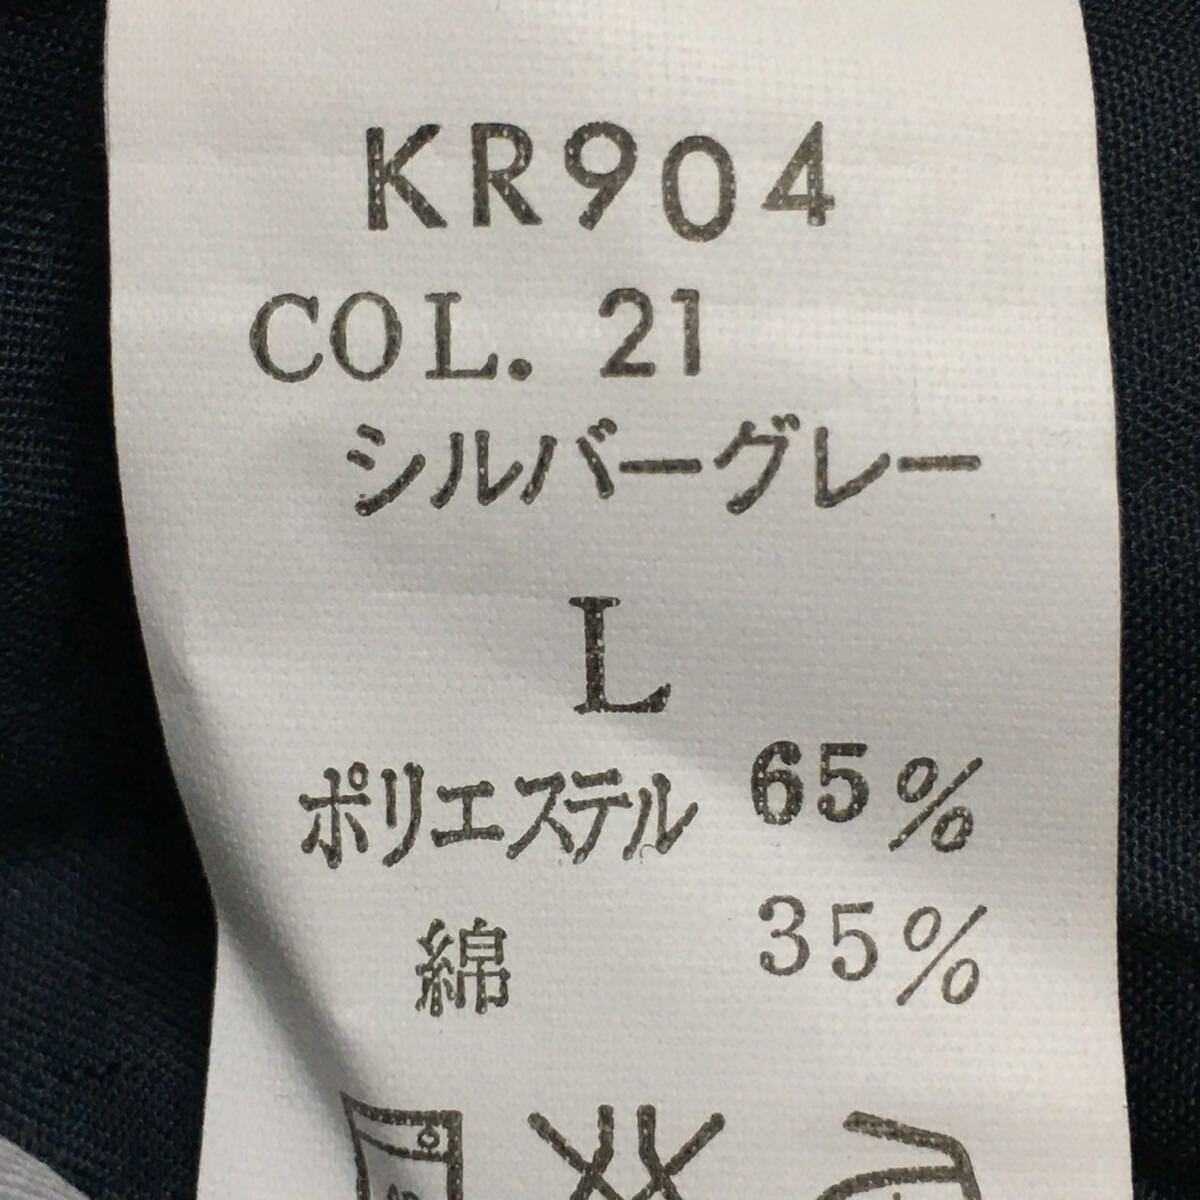 KR904
COL. 21
シルバーグレー
L
ポリエステル 65%
綿 35%